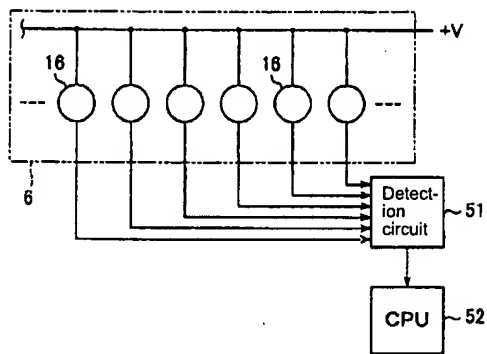 +V
16
16
6
Detect-
ion
circuit
51
CPU
52